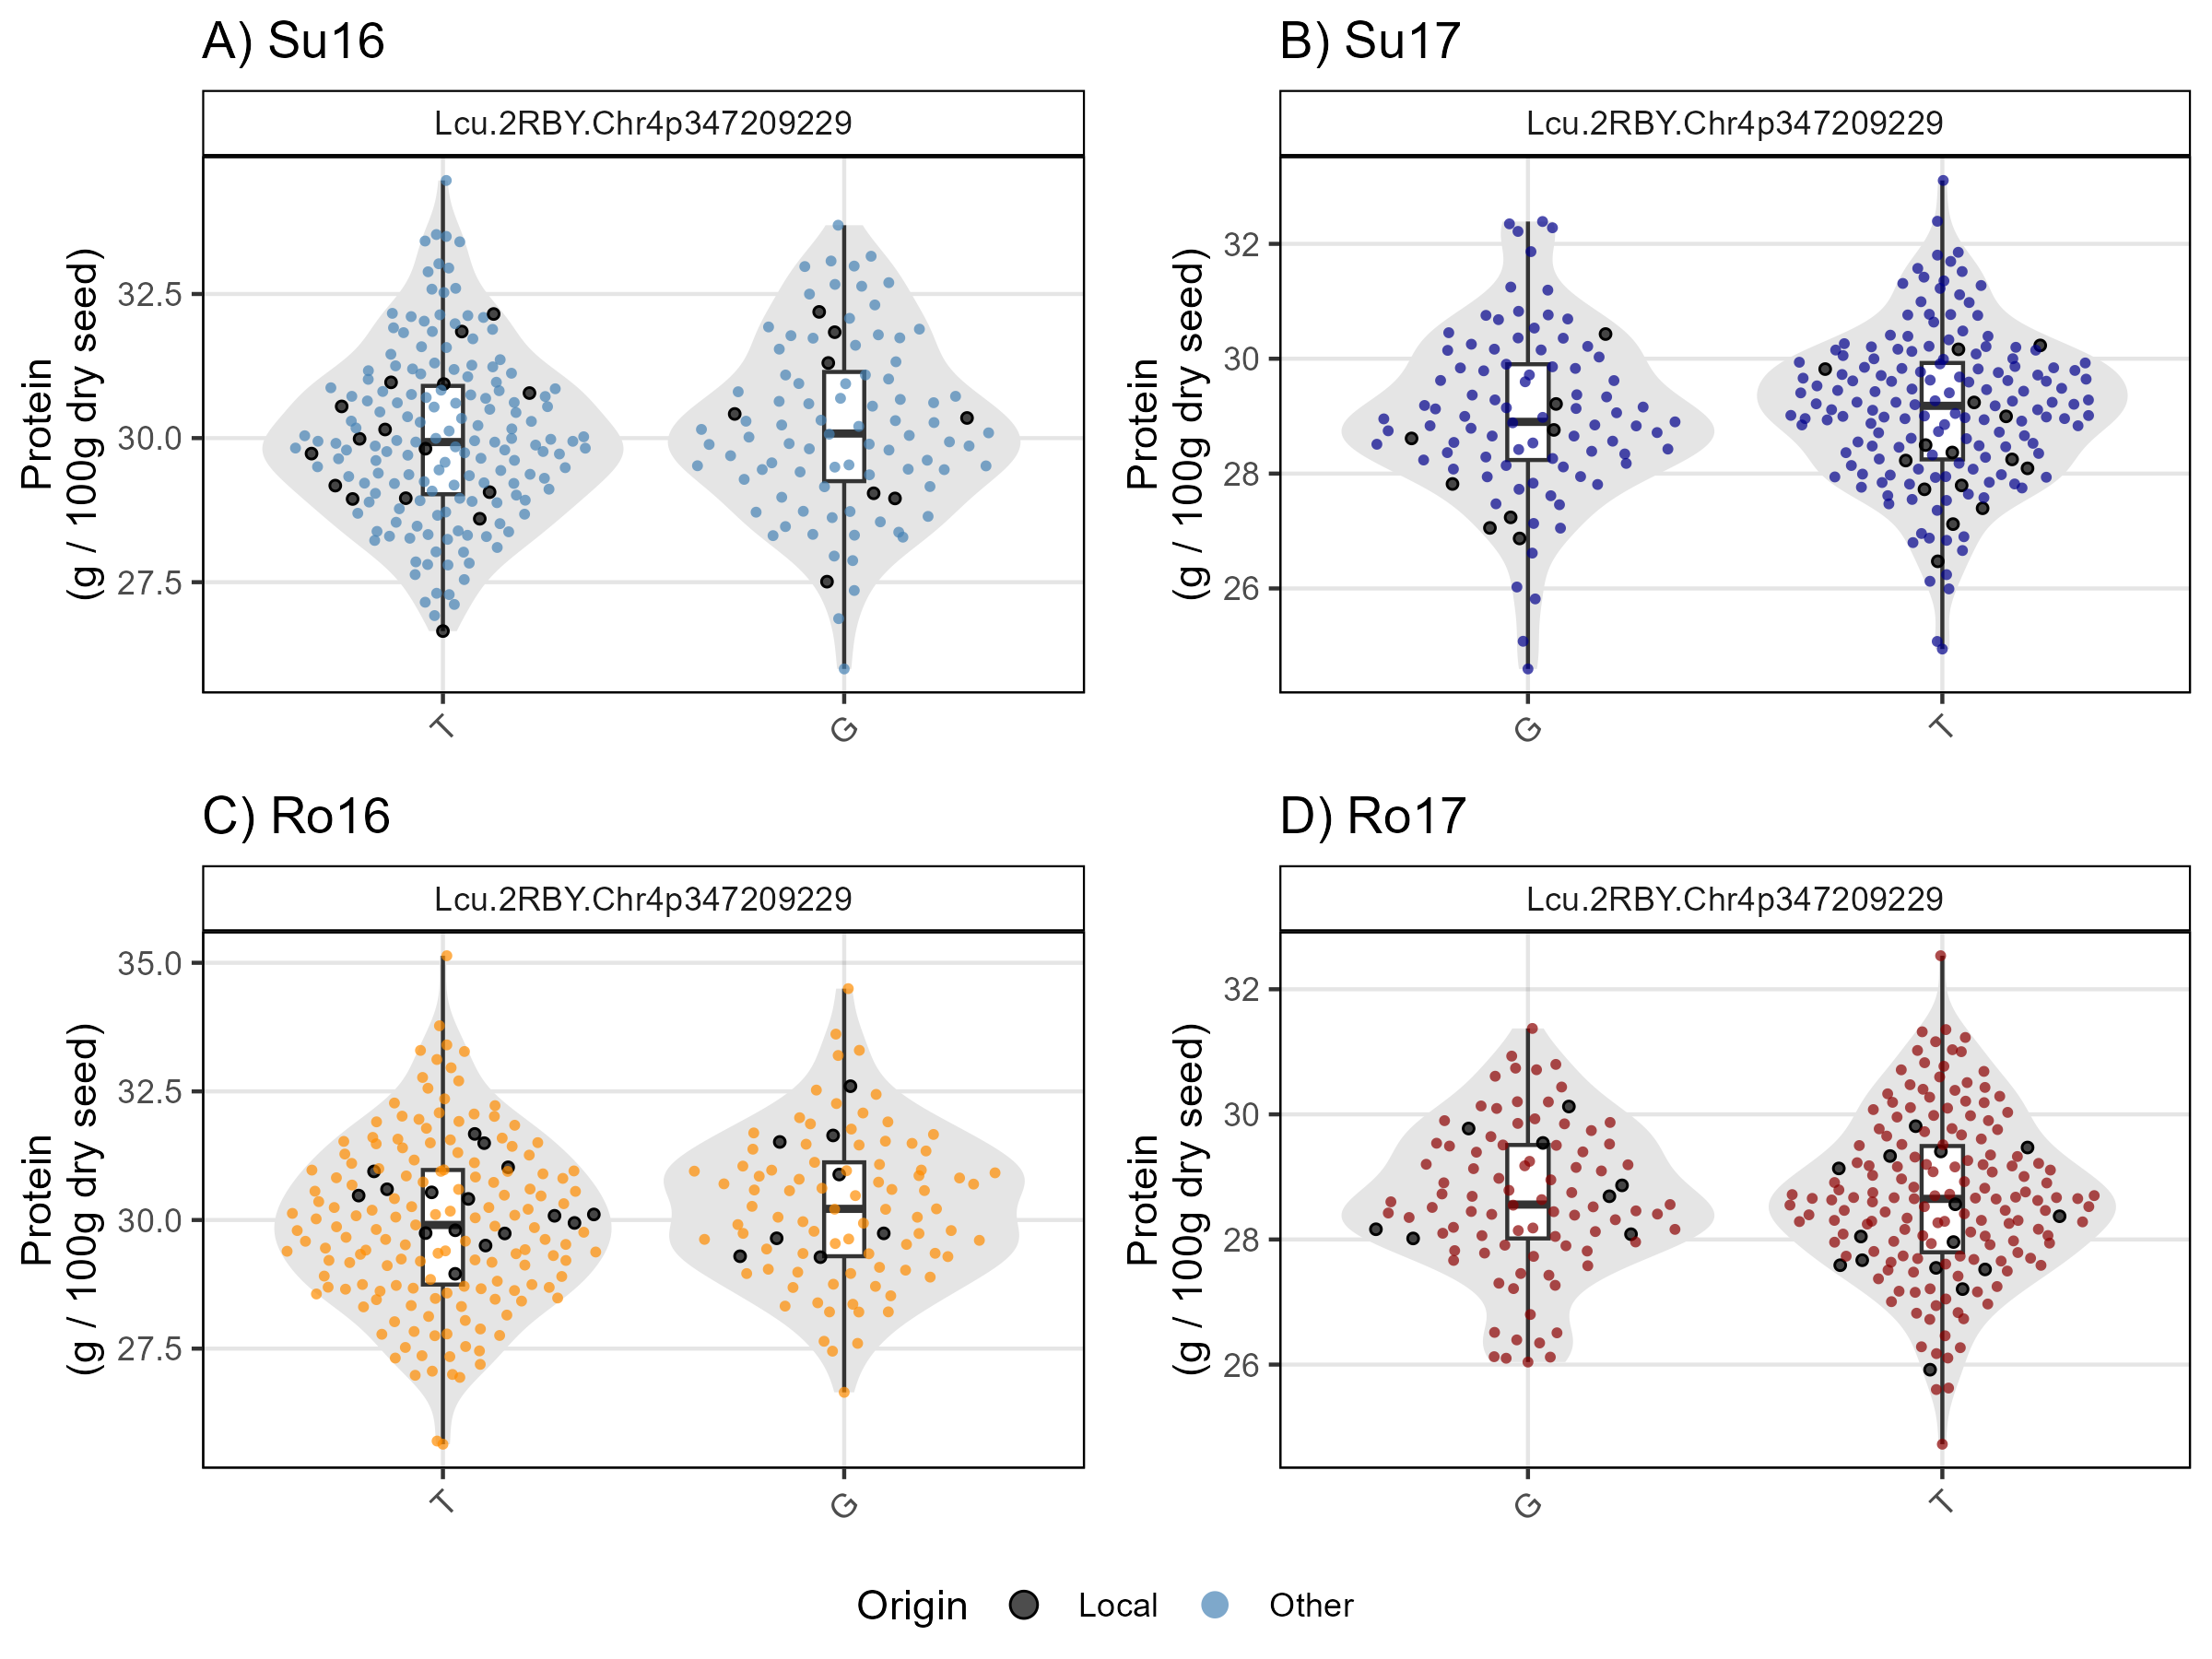 A) Su16
Lcu.2RBY.Chr4p347209229
Protein
(g / 100g dry seed)
32.5
30.0
27.5
T
G
B) Su17
Lcu.2RBY.Chr4p347209229
Protein
(g / 100g dry seed)
32
30
28
26
G
T
C) Ro16
Lcu.2RBY.Chr4p347209229
Protein
(g / 100g dry seed)
35.0
32.5
30.0
27.5
T
G
D) Ro17
Lcu.2RBY.Chr4p347209229
Protein
(g / 100g dry seed)
32
30
28
26
G
T
Origin Local Other